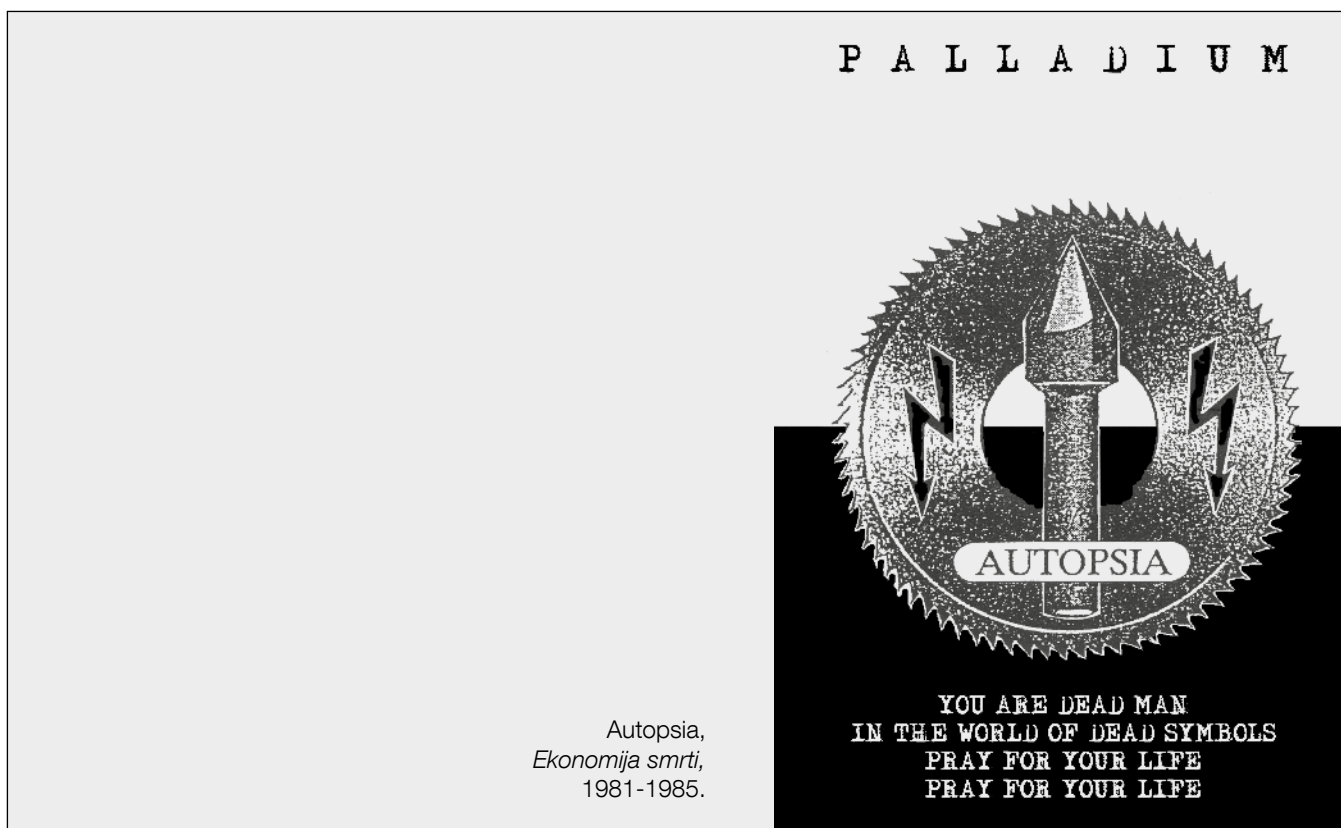 P A L L A D I U M
AUTOPSIA
YOU ARE DEAD MAN
IN THE WORLD OF DEAD SYMBOLS
PRAY FOR YOUR LIFE
PRAY FOR YOUR LIFE
Autopsia,
Ekonomija smrti,
1981-1985.